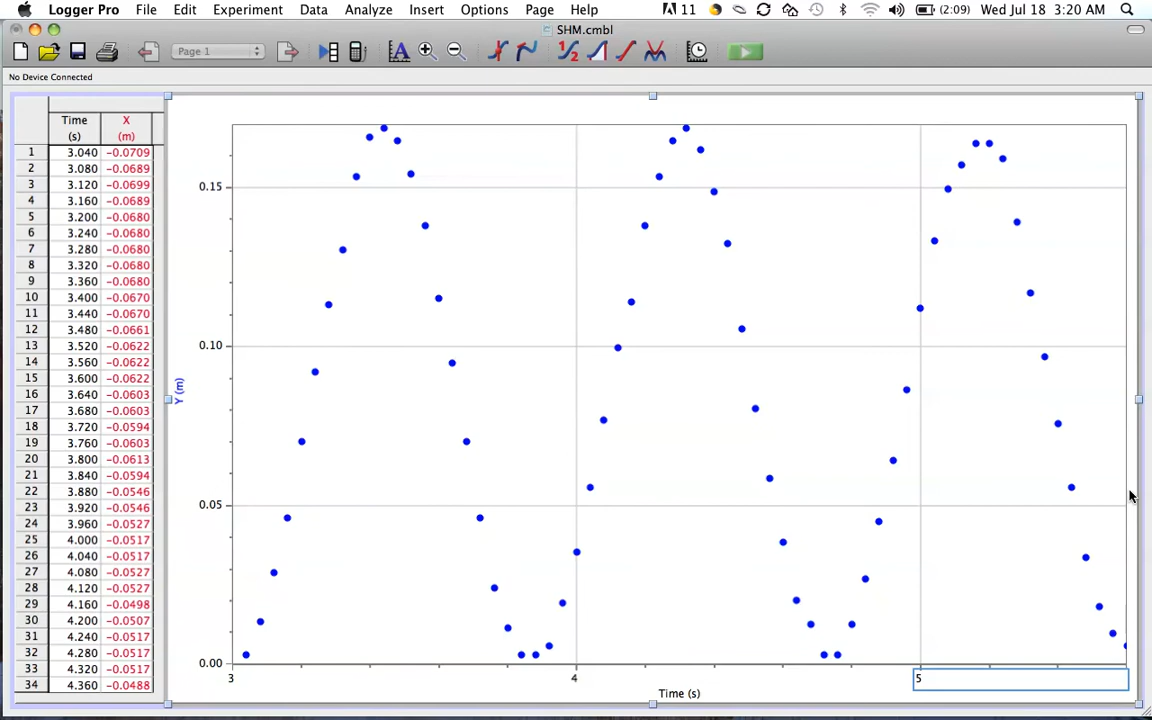 Logger Pro File Edit Experiment Data Analyze Insert Options Page Help 11 (2:09) Wed Jul 18 3:20 AM
SHM.cmbl
Page 1
No Device Connected
Time (s) X (m)
1 3.040 -0.0709
2 3.080 -0.0689
3 3.120 -0.0699
4 3.160 -0.0689
5 3.200 -0.0680
6 3.240 -0.0680
7 3.280 -0.0680
8 3.320 -0.0680
9 3.360 -0.0680
10 3.400 -0.0670
11 3.440 -0.0670
12 3.480 -0.0661
13 3.520 -0.0622
14 3.560 -0.0622
15 3.600 -0.0622
16 3.640 -0.0603
17 3.680 -0.0603
18 3.720 -0.0594
19 3.760 -0.0603
20 3.800 -0.0613
21 3.840 -0.0594
22 3.880 -0.0546
23 3.920 -0.0546
24 3.960 -0.0527
25 4.000 -0.0517
26 4.040 -0.0517
27 4.080 -0.0527
28 4.120 -0.0527
29 4.160 -0.0498
30 4.200 -0.0507
31 4.240 -0.0517
32 4.280 -0.0517
33 4.320 -0.0517
34 4.360 -0.0488
Y (m)
0.15
0.10
0.05
0.00
3 4 5
Time (s)